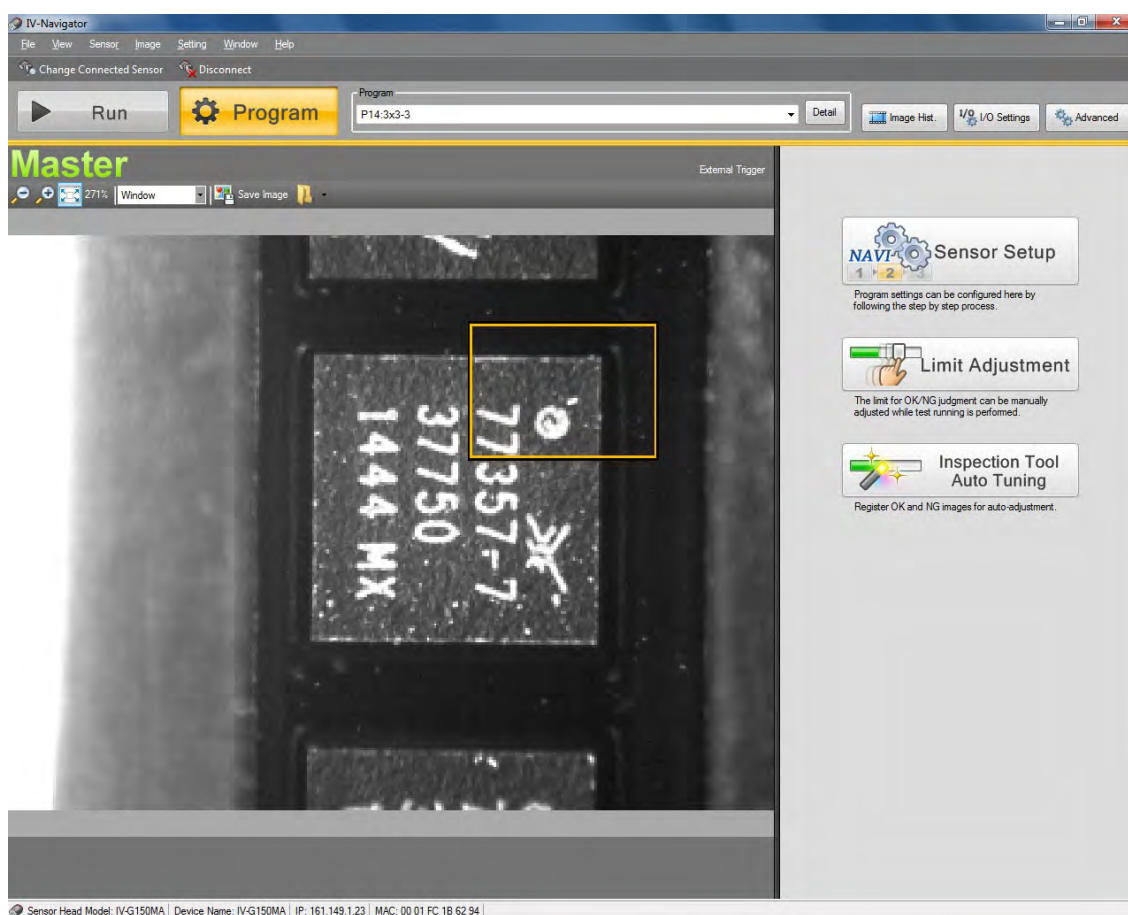 IV-Navigator
File View Sensor Image Setting Window Help
Change Connected Sensor Disconnect
Run
Program
Program
P14:3x3-3
Detail
Image Hist.
I/O Settings
Advanced
Master
External Trigger
271% Window Save Image
77357-7
37750
1444 MX
NAVI
1 2 3
Sensor Setup
Program settings can be configured here by
following the step by step process.
Limit Adjustment
The limit for OK/NG judgment can be manually
adjusted while test running is performed.
Inspection Tool
Auto Tuning
Register OK and NG images for auto-adjustment.
Sensor Head Model: IV-G150MA Device Name: IV-G150MA IP: 161.149.1.23 MAC: 00 01 FC 1B 62 94